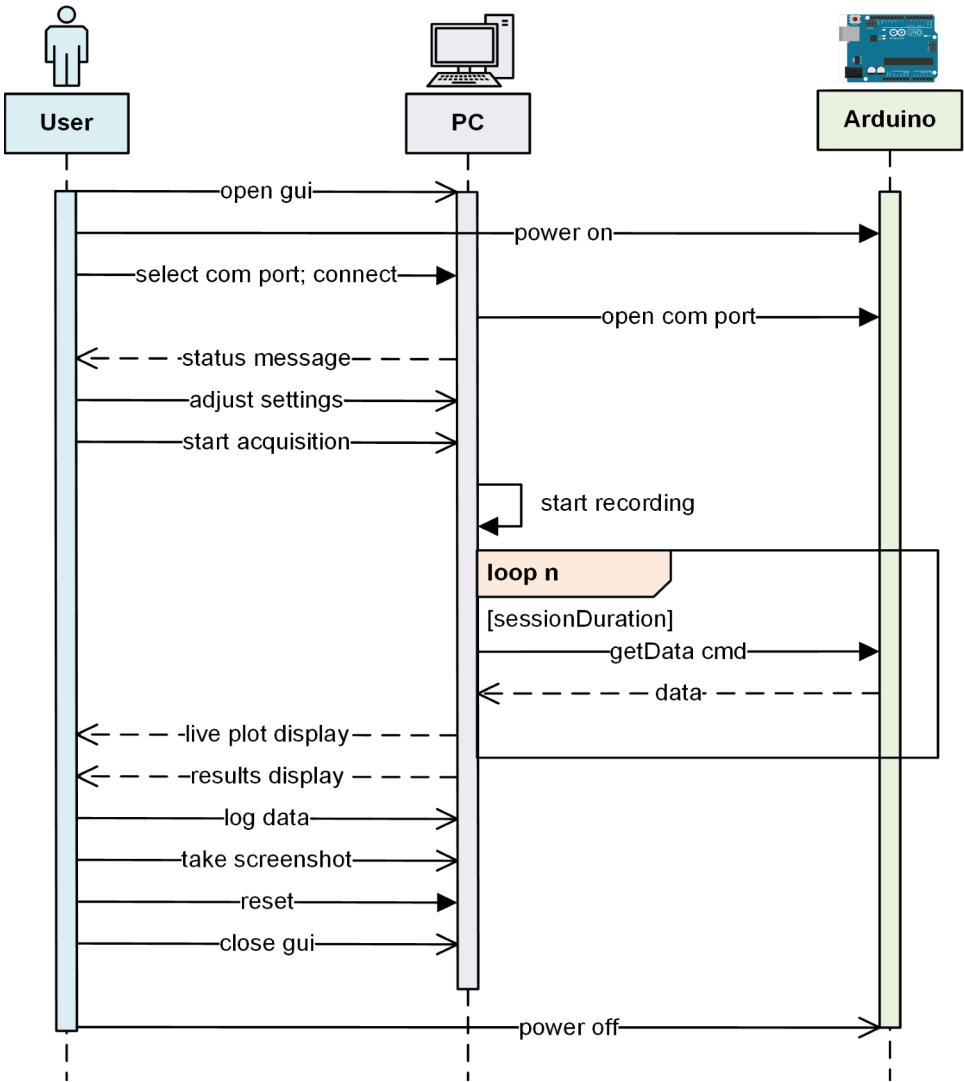 UNO
User
PC
Arduino
open gui
power on
select com port; connect
open com port
status message
adjust settings
start acquisition
start recording
loop n
[sessionDuration]
getData cmd
data
live plot display
results display
log data
take screenshot
reset
close gui
power off